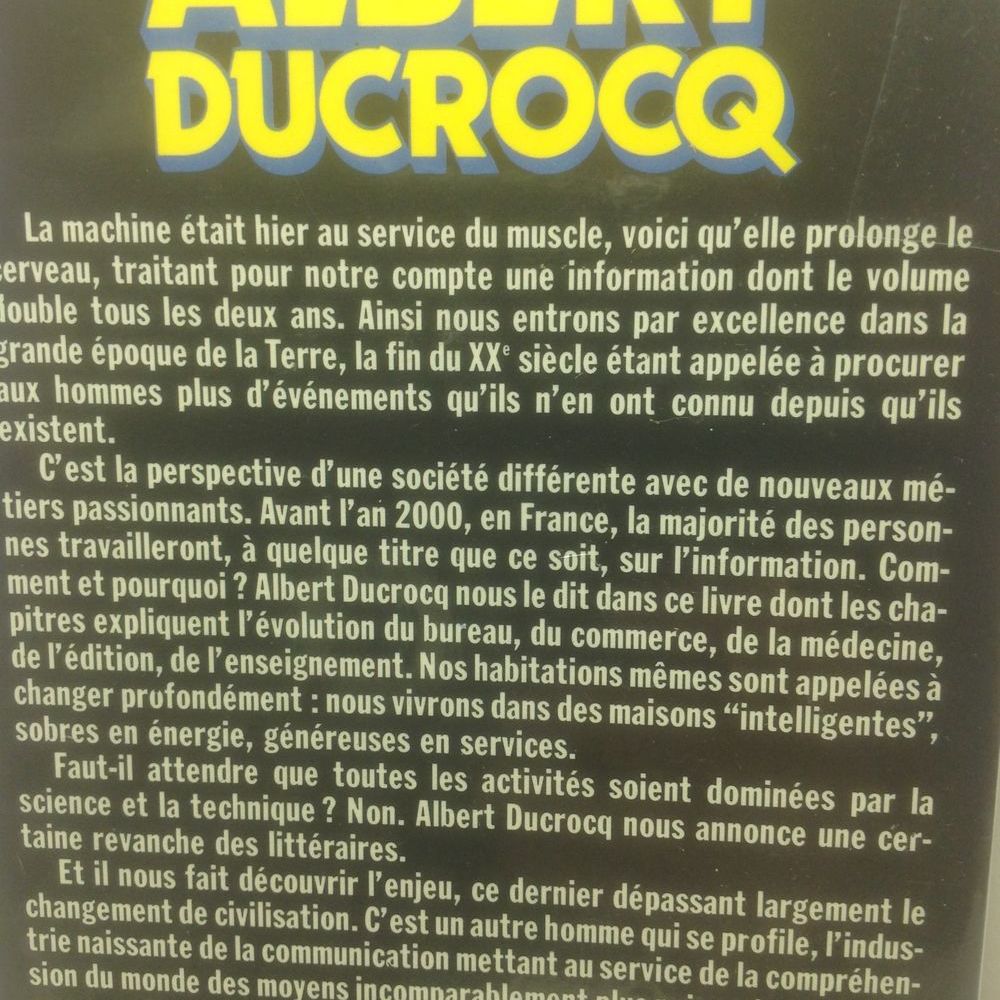 ALBERT
DUCROCQ
La machine était hier au service du muscle, voici qu'elle prolonge le
cerveau, traitant pour notre compte une information dont le volume
double tous les deux ans. Ainsi nous entrons par excellence dans la
grande époque de la Terre, la fin du XXe siècle étant appelée à procurer
aux hommes plus d'événements qu'ils n'en ont connu depuis qu'ils
existent.
C'est la perspective d'une société différente avec de nouveaux mé-
tiers passionnants. Avant l'an 2000, en France, la majorité des person-
nes travailleront, à quelque titre que ce soit, sur l'information. Com-
ment et pourquoi ? Albert Ducrocq nous le dit dans ce livre dont les cha-
pitres expliquent l'évolution du bureau, du commerce, de la médecine,
de l'édition, de l'enseignement. Nos habitations mêmes sont appelées à
changer profondément : nous vivrons dans des maisons "intelligentes",
sobres en énergie, généreuses en services.
Faut-il attendre que toutes les activités soient dominées par la
science et la technique ? Non. Albert Ducrocq nous annonce une cer-
taine revanche des littéraires.
Et il nous fait découvrir l'enjeu, ce dernier dépassant largement le
changement de civilisation. C'est un autre homme qui se profile, l'indus-
trie naissante de la communication mettant au service de la compréhen-
sion du monde des moyens incomparablement